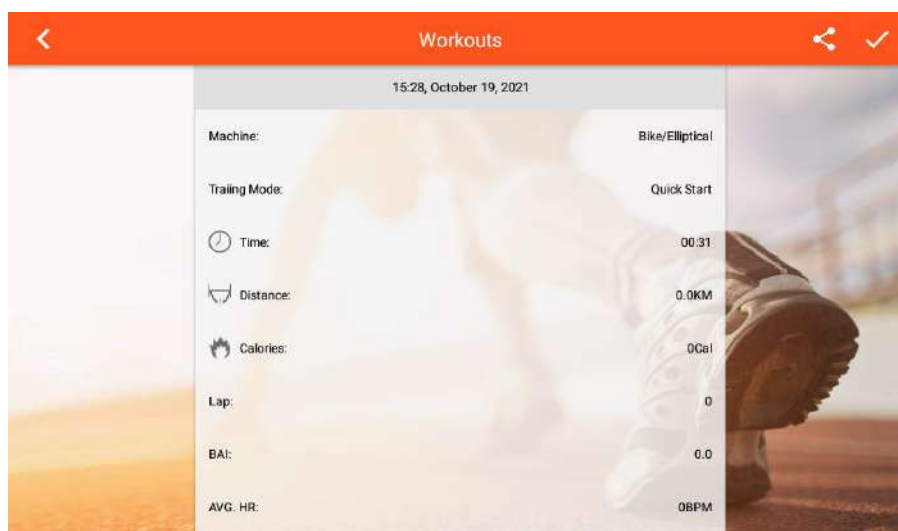 Workouts
15:28, October 19, 2021
Machine: Bike/Elliptical
Traiing Mode: Quick Start
Time: 00:31
Distance: 0.0KM
Calories: 0Cal
Lap: 0
BAI: 0.0
AVG. HR: 0BPM